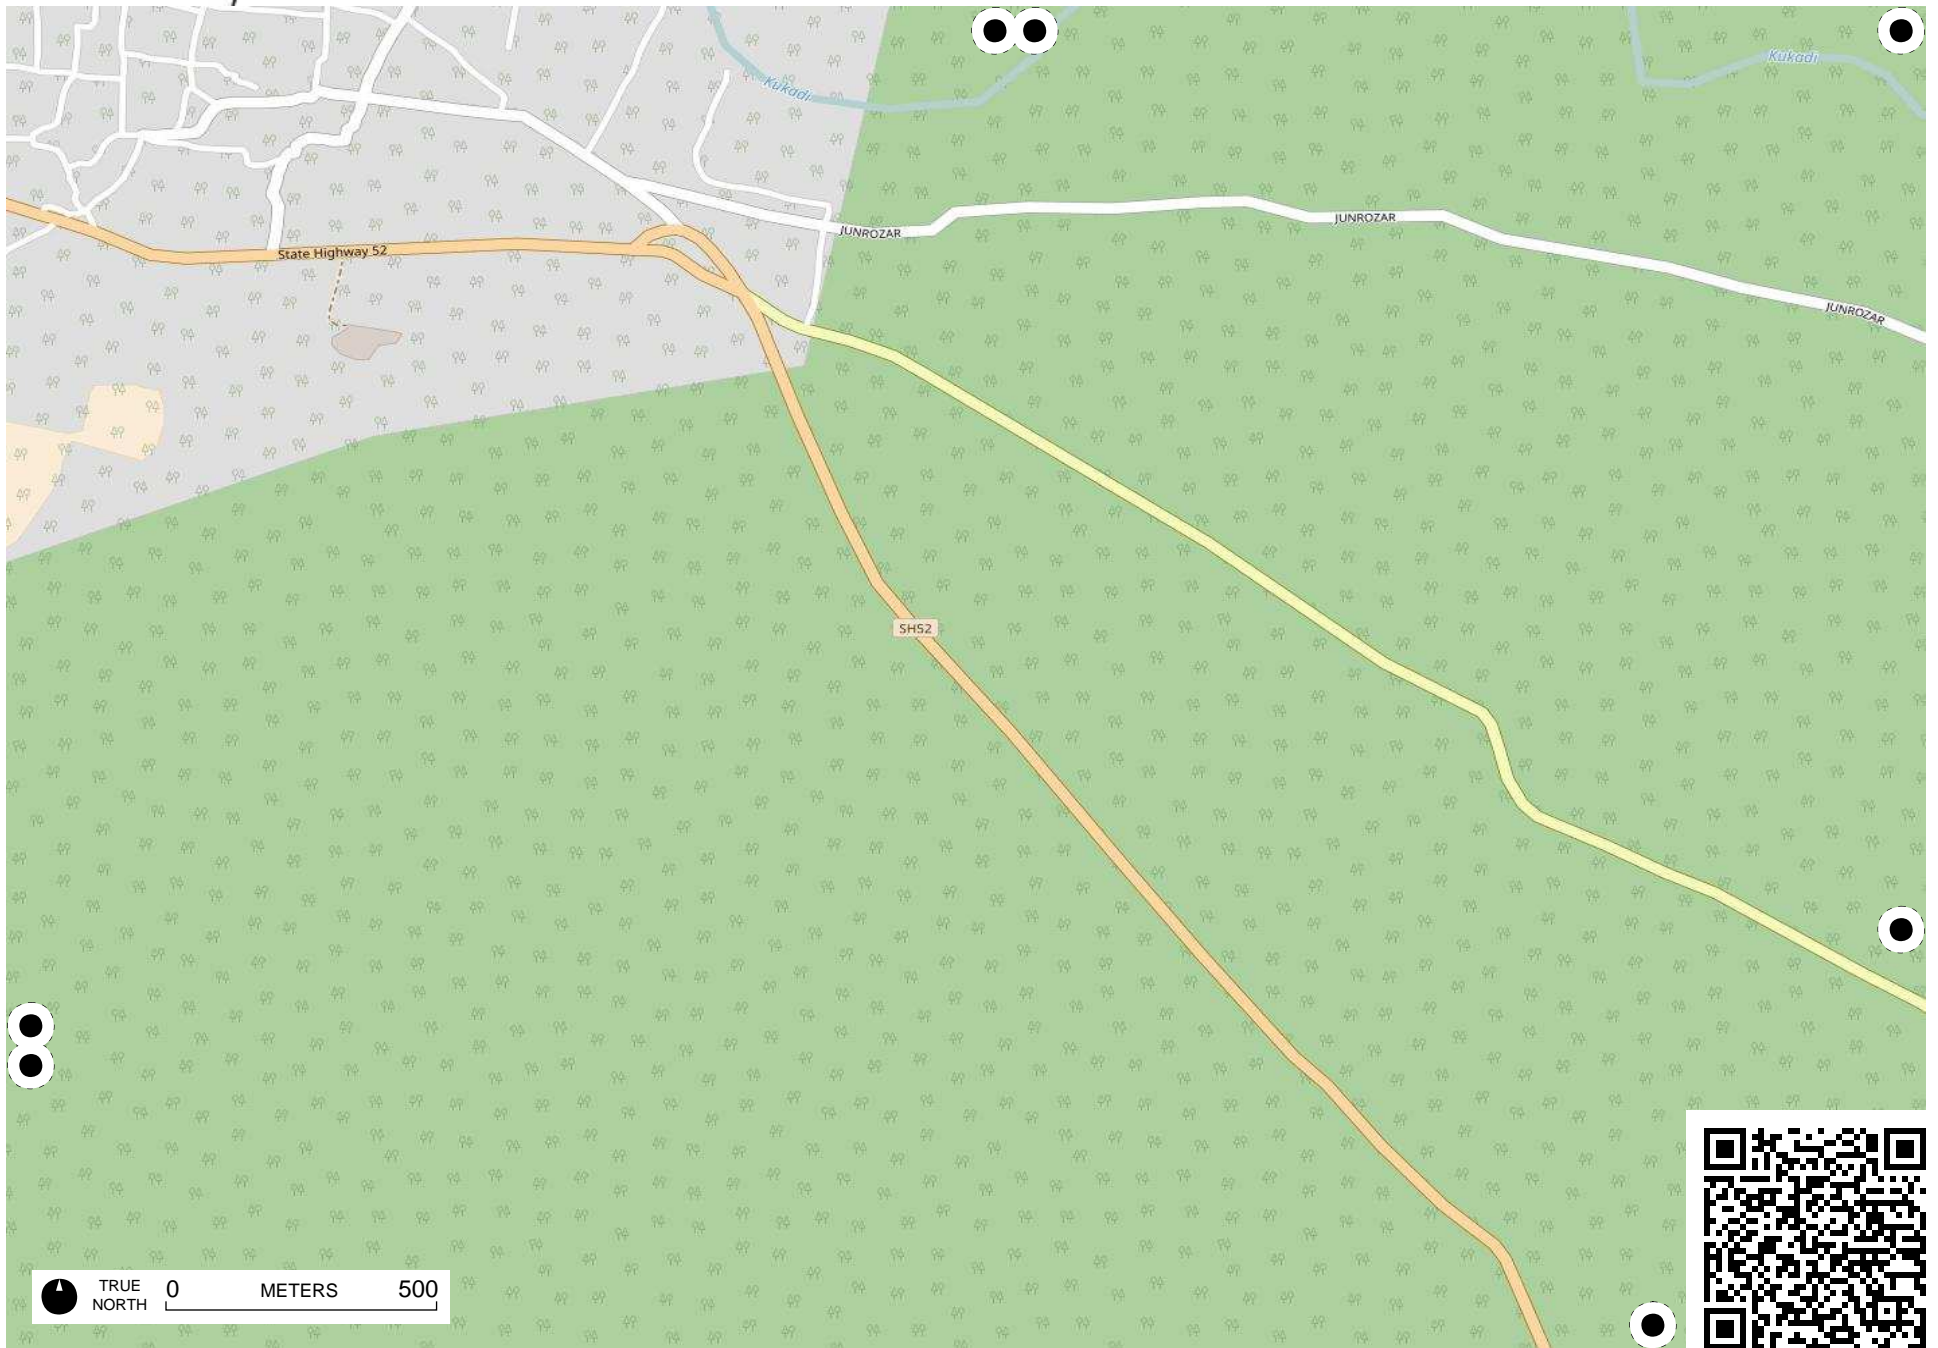 Kukadi
Kukadi
JUNROZAR
JUNROZAR
State Highway 52
JUNROZAR
SH52
TRUE
NORTH
0 METERS 500